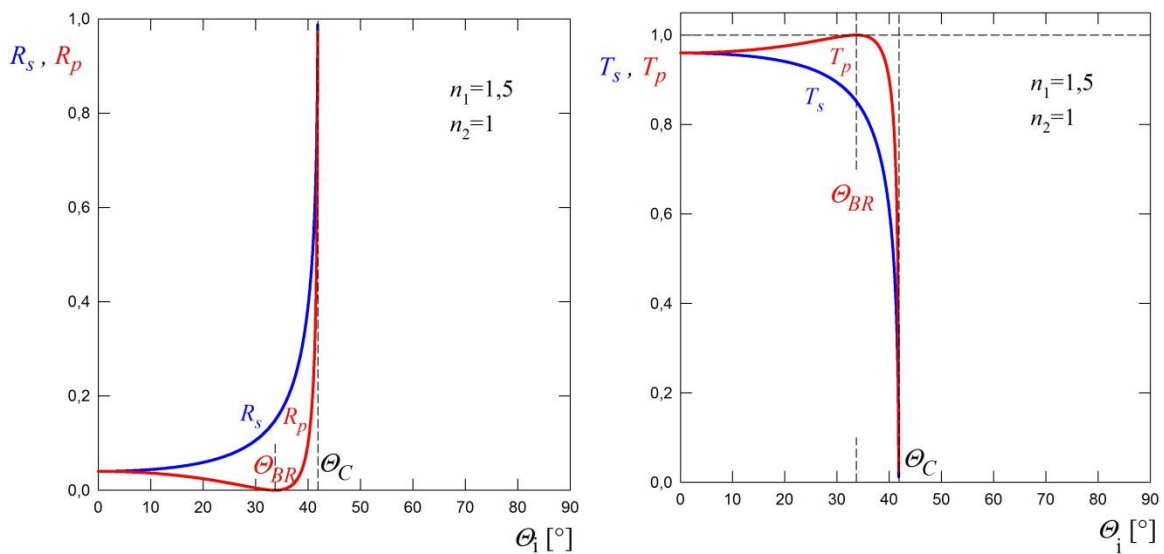 R_s , R_p
1,0
0,8
0,6
0,4
0,2
0,0
n_1=1,5
n_2=1
R_s
R_p
Θ_BR
Θ_C
0 10 20 30 40 50 60 70 80 90
Θ_i [°]
T_s , T_p
1,0
0,8
0,6
0,4
0,2
0,0
T_p
T_s
n_1=1,5
n_2=1
Θ_BR
Θ_C
0 10 20 30 40 50 60 70 80 90
Θ_i [°]